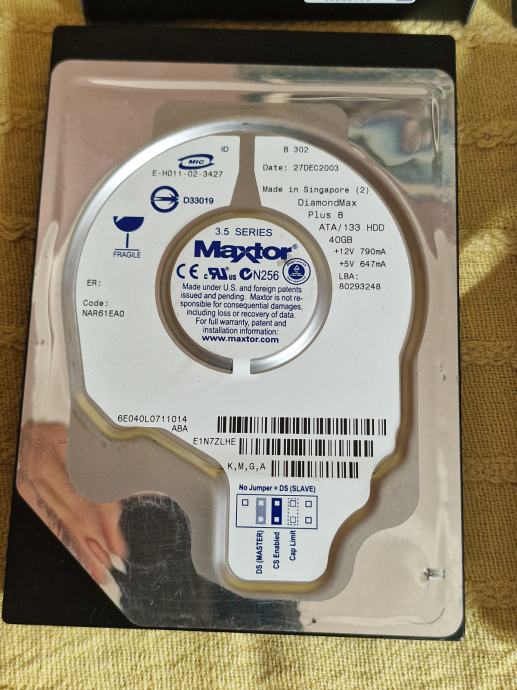 ID
MIC
E-H011-02-3427
D33019
FRAGILE
ER:
Code:
NAR61EA0
B 302
Date: 27DEC2003
Made in Singapore (2)
DiamondMax
Plus 8
ATA/133 HDD
40GB
+12V 790mA
+5V 647mA
LBA:
80293248
3.5 SERIES
Maxtor®
CE c UL us C N256
Made under U.S. and foreign patents
issued and pending. Maxtor is not re-
sponsible for consequential damages,
including loss or recovery of data.
For full warranty, patent and
installation information:
www.maxtor.com
6E040L0711014
ABA
E1N7ZLHE
K,M,G,A
No Jumper = DS (SLAVE)
DS (MASTER)
CS Enabled
Cap Limit